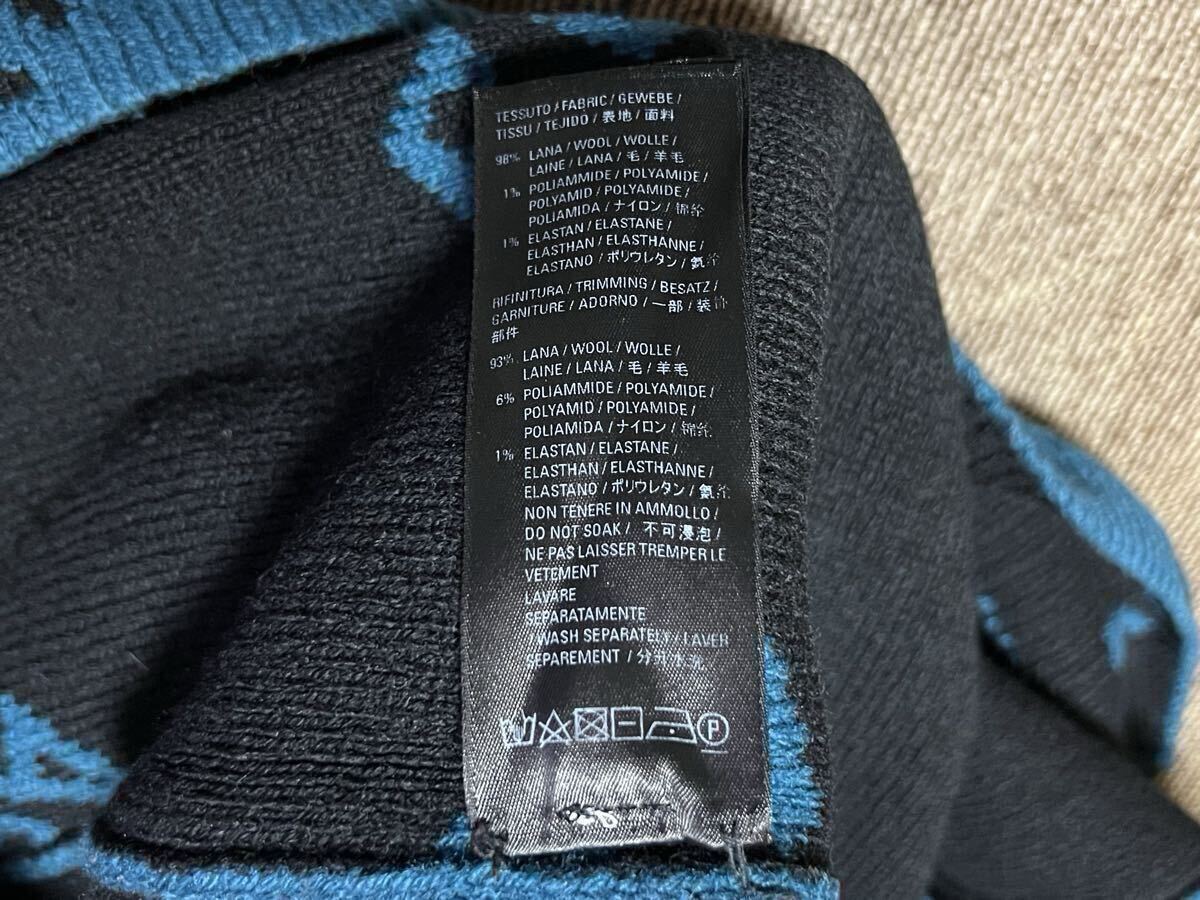 TESSUTO / FABRIC / GEWEBE /
TISSU / TEJIDO / 表地 / 面料
98% LANA / WOOL / WOLLE /
LAINE / LANA / 毛 / 羊毛
1% POLIAMMIDE / POLYAMIDE /
POLYAMID / POLYAMIDE /
POLIAMIDA / ナイロン / 锦纶
1% ELASTAN / ELASTANE /
ELASTHAN / ELASTHANNE /
ELASTANO / ポリウレタン / 氨纶
RIFINITURA / TRIMMING / BESATZ /
GARNITURE / ADORNO / 一部 / 装饰
部件
93% LANA / WOOL / WOLLE /
LAINE / LANA / 毛 / 羊毛
6% POLIAMMIDE / POLYAMIDE /
POLYAMID / POLYAMIDE /
POLIAMIDA / ナイロン / 锦纶
1% ELASTAN / ELASTANE /
ELASTHAN / ELASTHANNE /
ELASTANO / ポリウレタン / 氨纶
NON TENERE IN AMMOLLO /
DO NOT SOAK / 不可浸泡 /
NE PAS LAISSER TREMPER LE
VETEMENT
LAVARE
SEPARATAMENTE
WASH SEPARATELY / LAVER
SEPAREMENT / 分开水洗
P